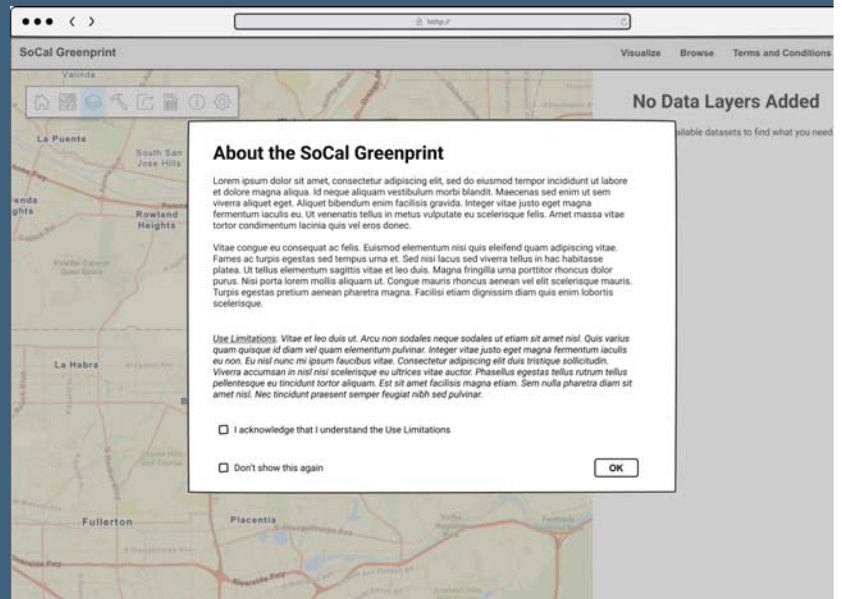 http://
SoCal Greenprint
Visualize Browse Terms and Conditions
Valinda
No Data Layers Added
La Puente
South San
Jose Hills
Rowland
Heights
About the SoCal Greenprint
Lorem ipsum dolor sit amet, consectetur adipiscing elit, sed do eiusmod tempor incididunt ut labore
et dolore magna aliqua. Id neque aliquam vestibulum morbi blandit. Maecenas sed enim ut sem
viverra aliquet eget. Aliquet bibendum enim facilisis gravida. Integer vitae justo eget magna
fermentum iaculis eu. Ut venenatis tellus in metus vulputate eu scelerisque felis. Amet massa vitae
tortor condimentum lacinia quis vel eros donec.
Vitae congue eu consequat ac felis. Euismod elementum nisi quis eleifend quam adipiscing vitae.
Fames ac turpis egestas sed tempus urna et. Sed nisi lacus sed viverra tellus in hac habitasse
platea. Ut tellus elementum sagittis vitae et leo duis. Magna fringilla urna porttitor rhoncus dolor
purus. Nisi porta lorem mollis aliquam ut. Congue mauris rhoncus aenean vel elit scelerisque mauris.
Turpis egestas pretium aenean pharetra magna. Facilisi etiam dignissim diam quis enim lobortis
scelerisque.
Use Limitations. Vitae et leo duis ut. Arcu non sodales neque sodales ut etiam sit amet nisl. Quis varius
quam quisque id diam vel quam elementum pulvinar. Integer vitae justo eget magna fermentum iaculis
eu non. Eu nisl nunc mi ipsum faucibus vitae. Consectetur adipiscing elit duis tristique sollicitudin.
Viverra accumsan in nisl nisi scelerisque eu ultrices vitae auctor. Phasellus egestas tellus rutrum tellus
pellentesque eu tincidunt tortor aliquam. Est sit amet facilisis magna etiam. Sem nulla pharetra diam sit
amet nisl. Nec tincidunt praesent semper feugiat nibh sed pulvinar.
I acknowledge that I understand the Use Limitations
Don't show this again
OK
ilable datasets to find what you need
La Habra
Fullerton
Placentia
Riverside Fwy